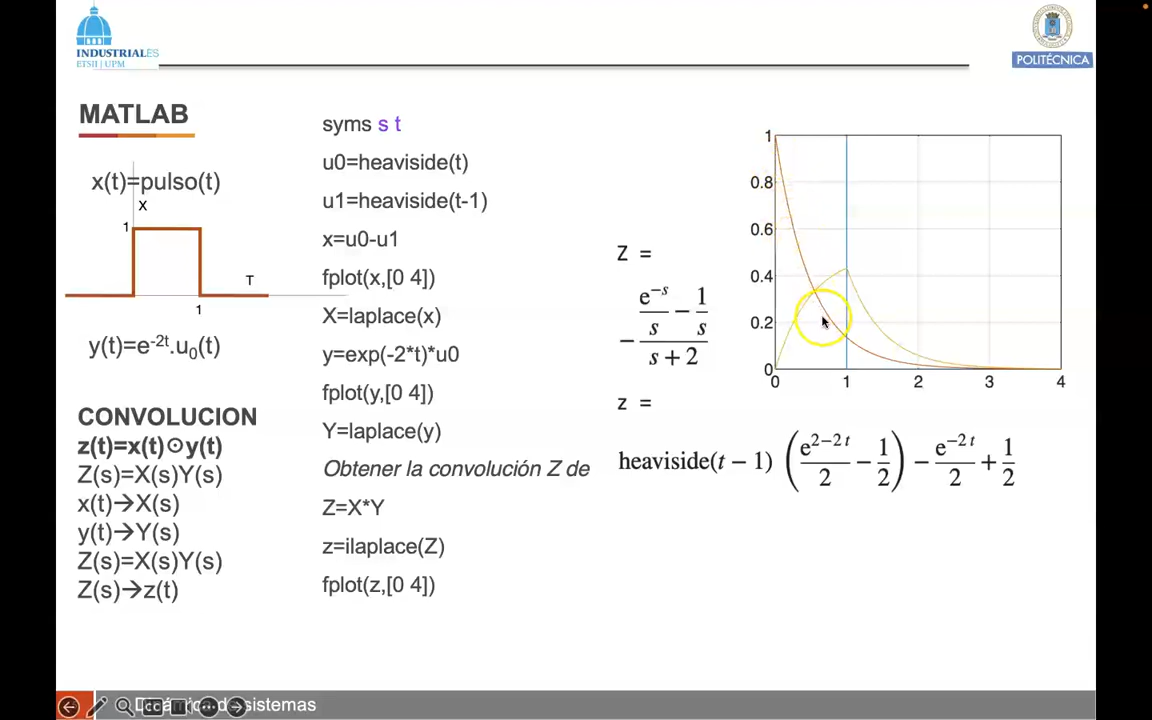 INDUSTRIALES
ETSII | UPM
POLITÉCNICA
MATLAB
x(t)=pulso(t)
x
1
T
1
y(t)=e-2t.u0(t)
CONVOLUCION
z(t)=x(t)⊙y(t)
Z(s)=X(s)Y(s)
x(t)→X(s)
y(t)→Y(s)
Z(s)=X(s)Y(s)
Z(s)→z(t)
syms s t
u0=heaviside(t)
u1=heaviside(t-1)
x=u0-u1
fplot(x,[0 4])
X=laplace(x)
y=exp(-2*t)*u0
fplot(y,[0 4])
Y=laplace(y)
Obtener la convolución Z de
Z=X*Y
z=ilaplace(Z)
fplot(z,[0 4])
Z =
e−s 1
− s − s
s + 2
z =
heaviside(t − 1) (e2−2t/2 − 1/2) − e−2t/2 + 1/2
1
0.8
0.6
0.4
0.2
0
0 1 2 3 4
sistemas